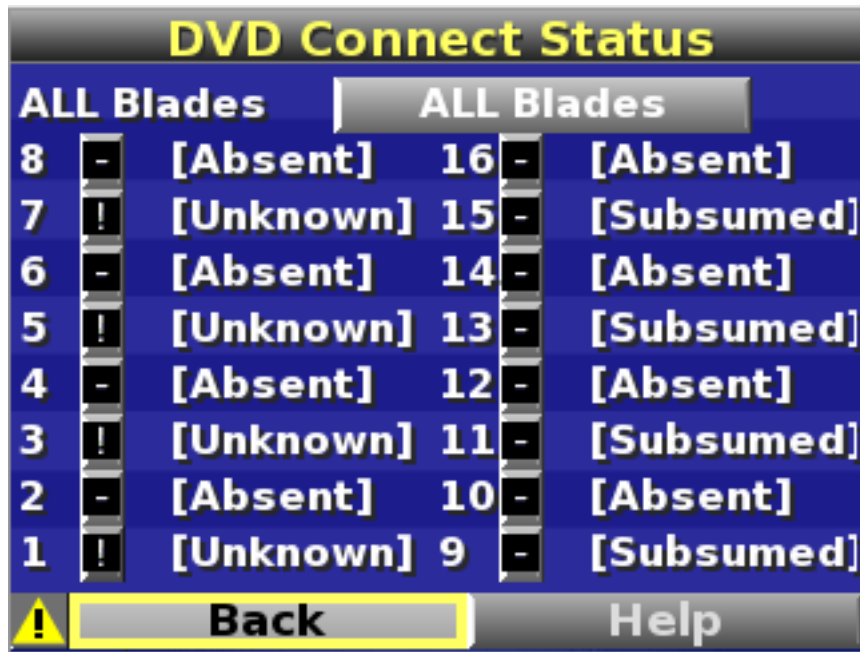 DVD Connect Status
ALL Blades ALL Blades
8 - [Absent] 16 - [Absent]
7 ! [Unknown] 15 - [Subsumed]
6 - [Absent] 14 - [Absent]
5 ! [Unknown] 13 - [Subsumed]
4 - [Absent] 12 - [Absent]
3 ! [Unknown] 11 - [Subsumed]
2 - [Absent] 10 - [Absent]
1 ! [Unknown] 9 - [Subsumed]
! Back Help